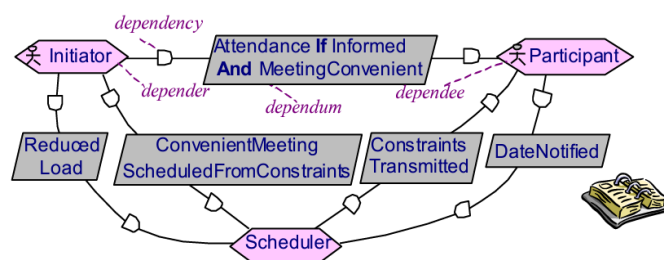 dependency
Initiator
Attendance If Informed
And MeetingConvenient
Participant
depender
dependum
dependee
Reduced
Load
ConvenientMeeting
ScheduledFromConstraints
Constraints
Transmitted
DateNotified
Scheduler